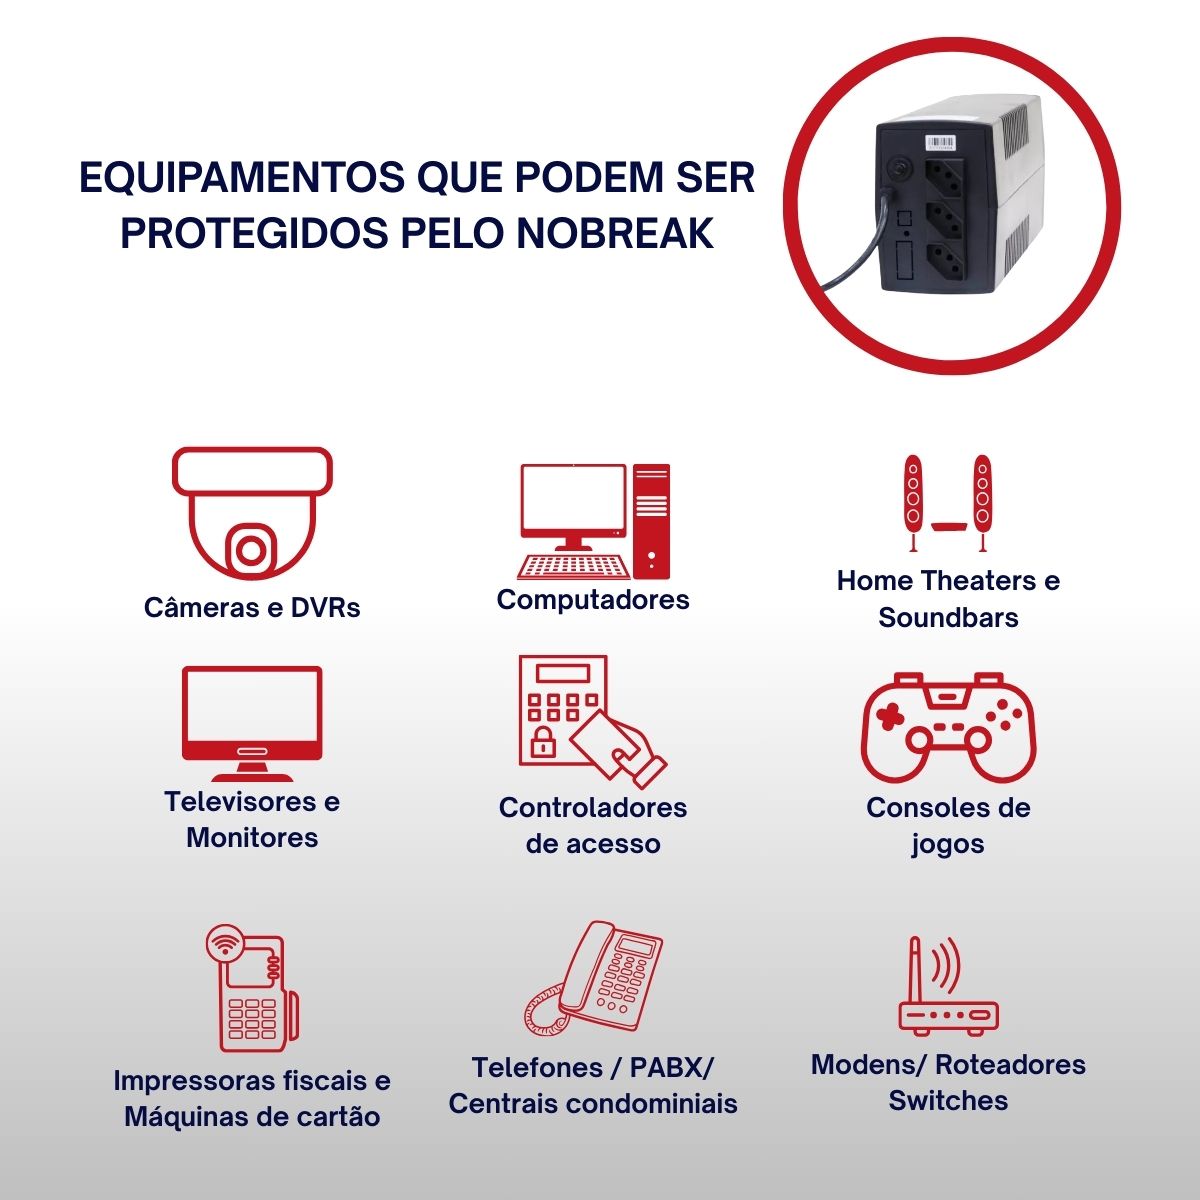 EQUIPAMENTOS QUE PODEM SER
PROTEGIDOS PELO NOBREAK
Câmeras e DVRs
Computadores
Home Theaters e
Soundbars
Televisores e
Monitores
Controladores
de acesso
Consoles de
jogos
Impressoras fiscais e
Máquinas de cartão
Telefones / PABX/
Centrais condominiais
Modens/ Roteadores
Switches